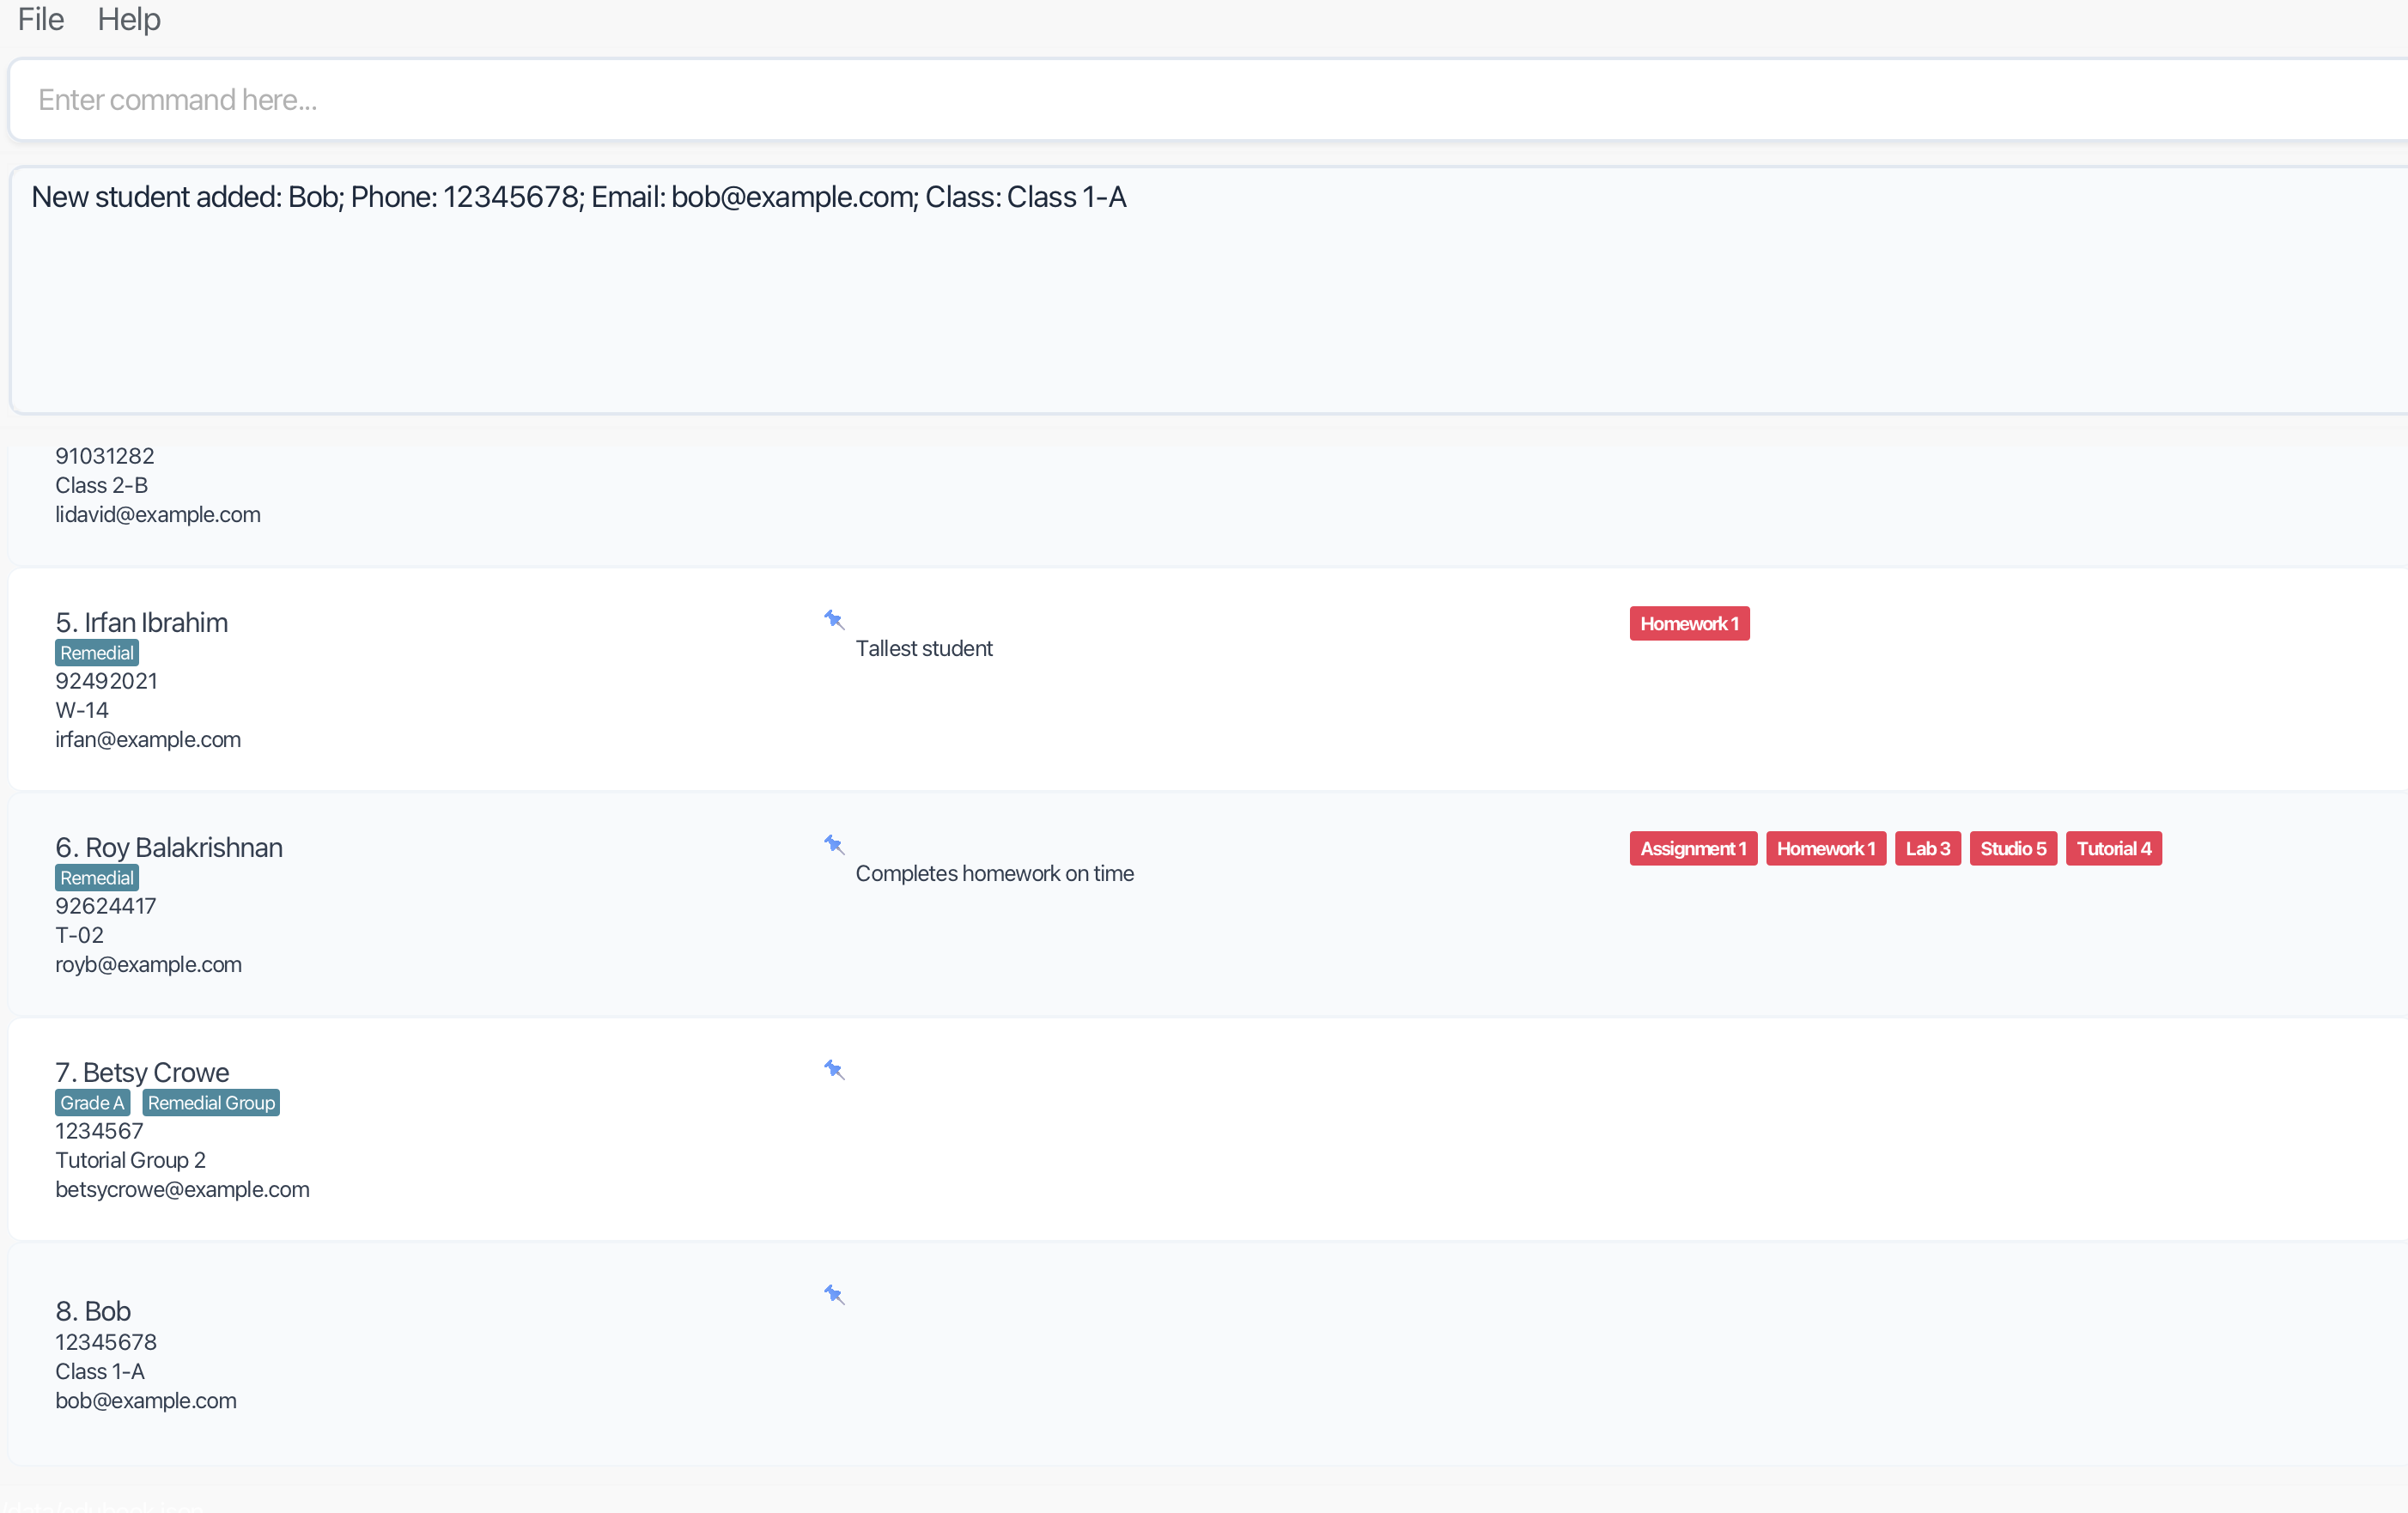 File Help
Enter command here...
New student added: Bob; Phone: 12345678; Email: bob@example.com; Class: Class 1-A
91031282
Class 2-B
lidavid@example.com
5. Irfan Ibrahim
Remedial
92492021
W-14
irfan@example.com
Tallest student
Homework 1
6. Roy Balakrishnan
Remedial
92624417
T-02
royb@example.com
Completes homework on time
Assignment 1 Homework 1 Lab 3 Studio 5 Tutorial 4
7. Betsy Crowe
Grade A Remedial Group
1234567
Tutorial Group 2
betsycrowe@example.com
8. Bob
12345678
Class 1-A
bob@example.com